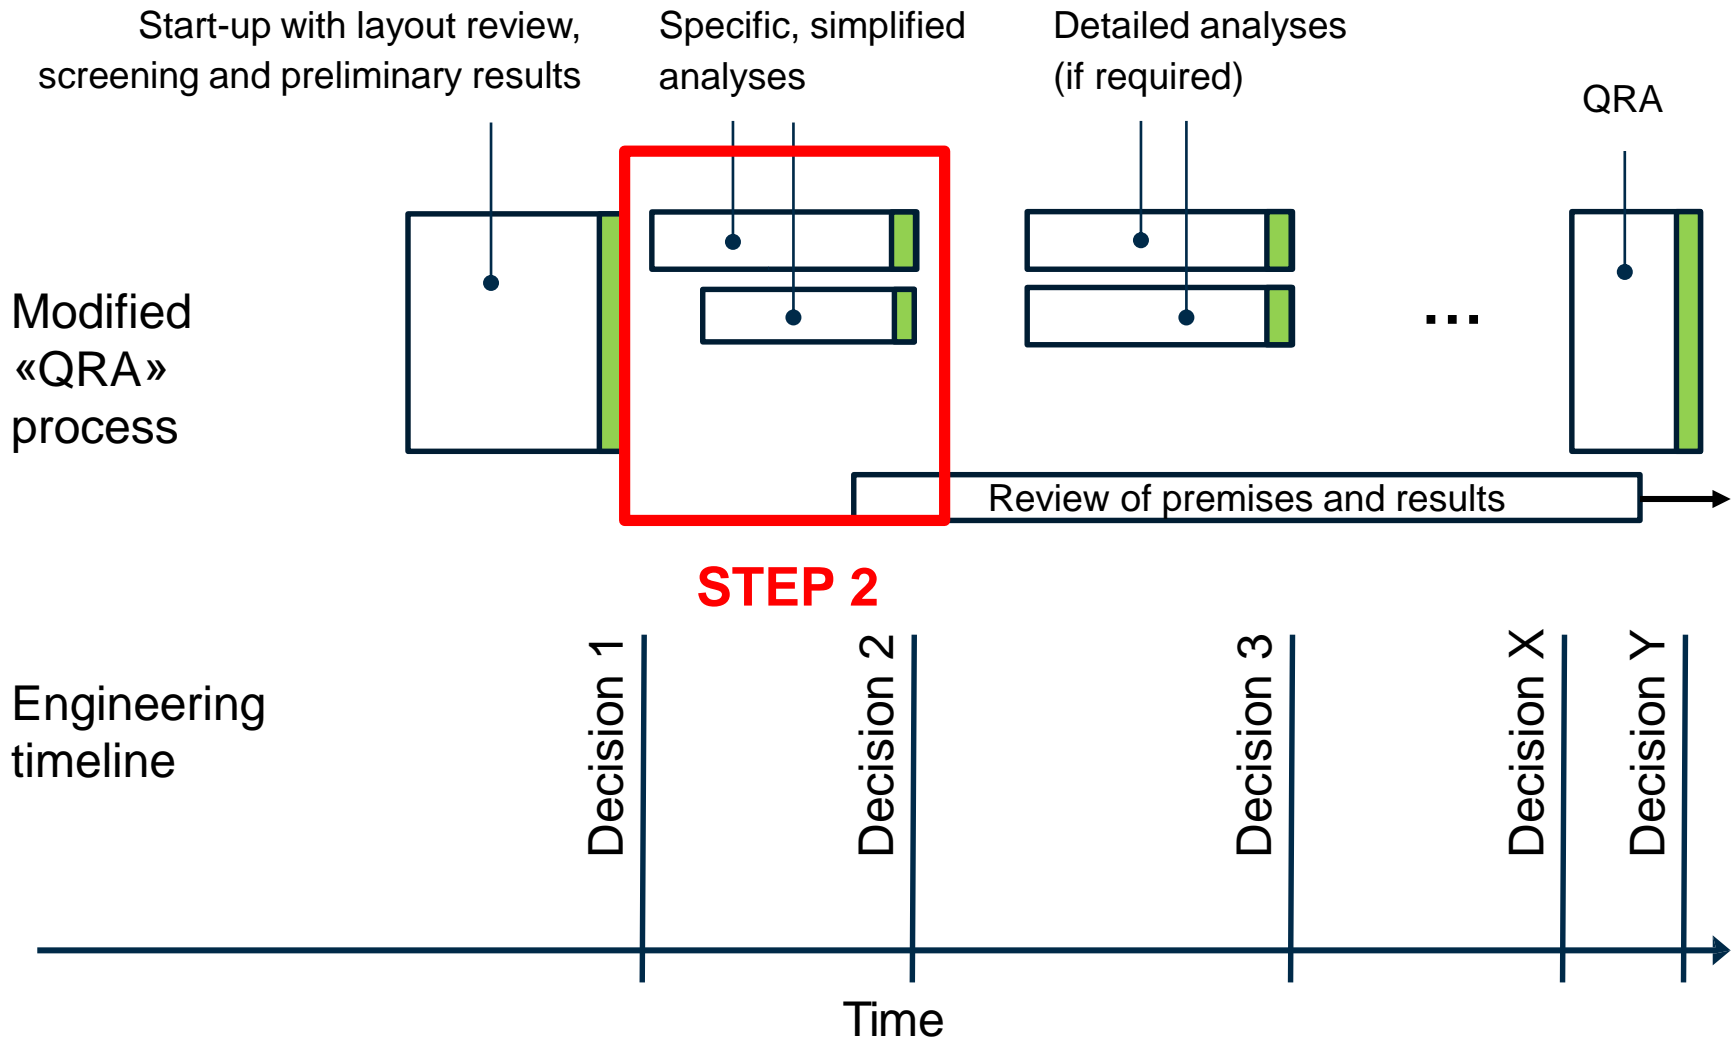 Start-up with layout review,
screening and preliminary results
Specific, simplified
analyses
Detailed analyses
(if required)
QRA
Modified
«QRA»
process
...
Review of premises and results
STEP 2
Engineering
timeline
Decision 1
Decision 2
Decision 3
Decision X
Decision Y
Time